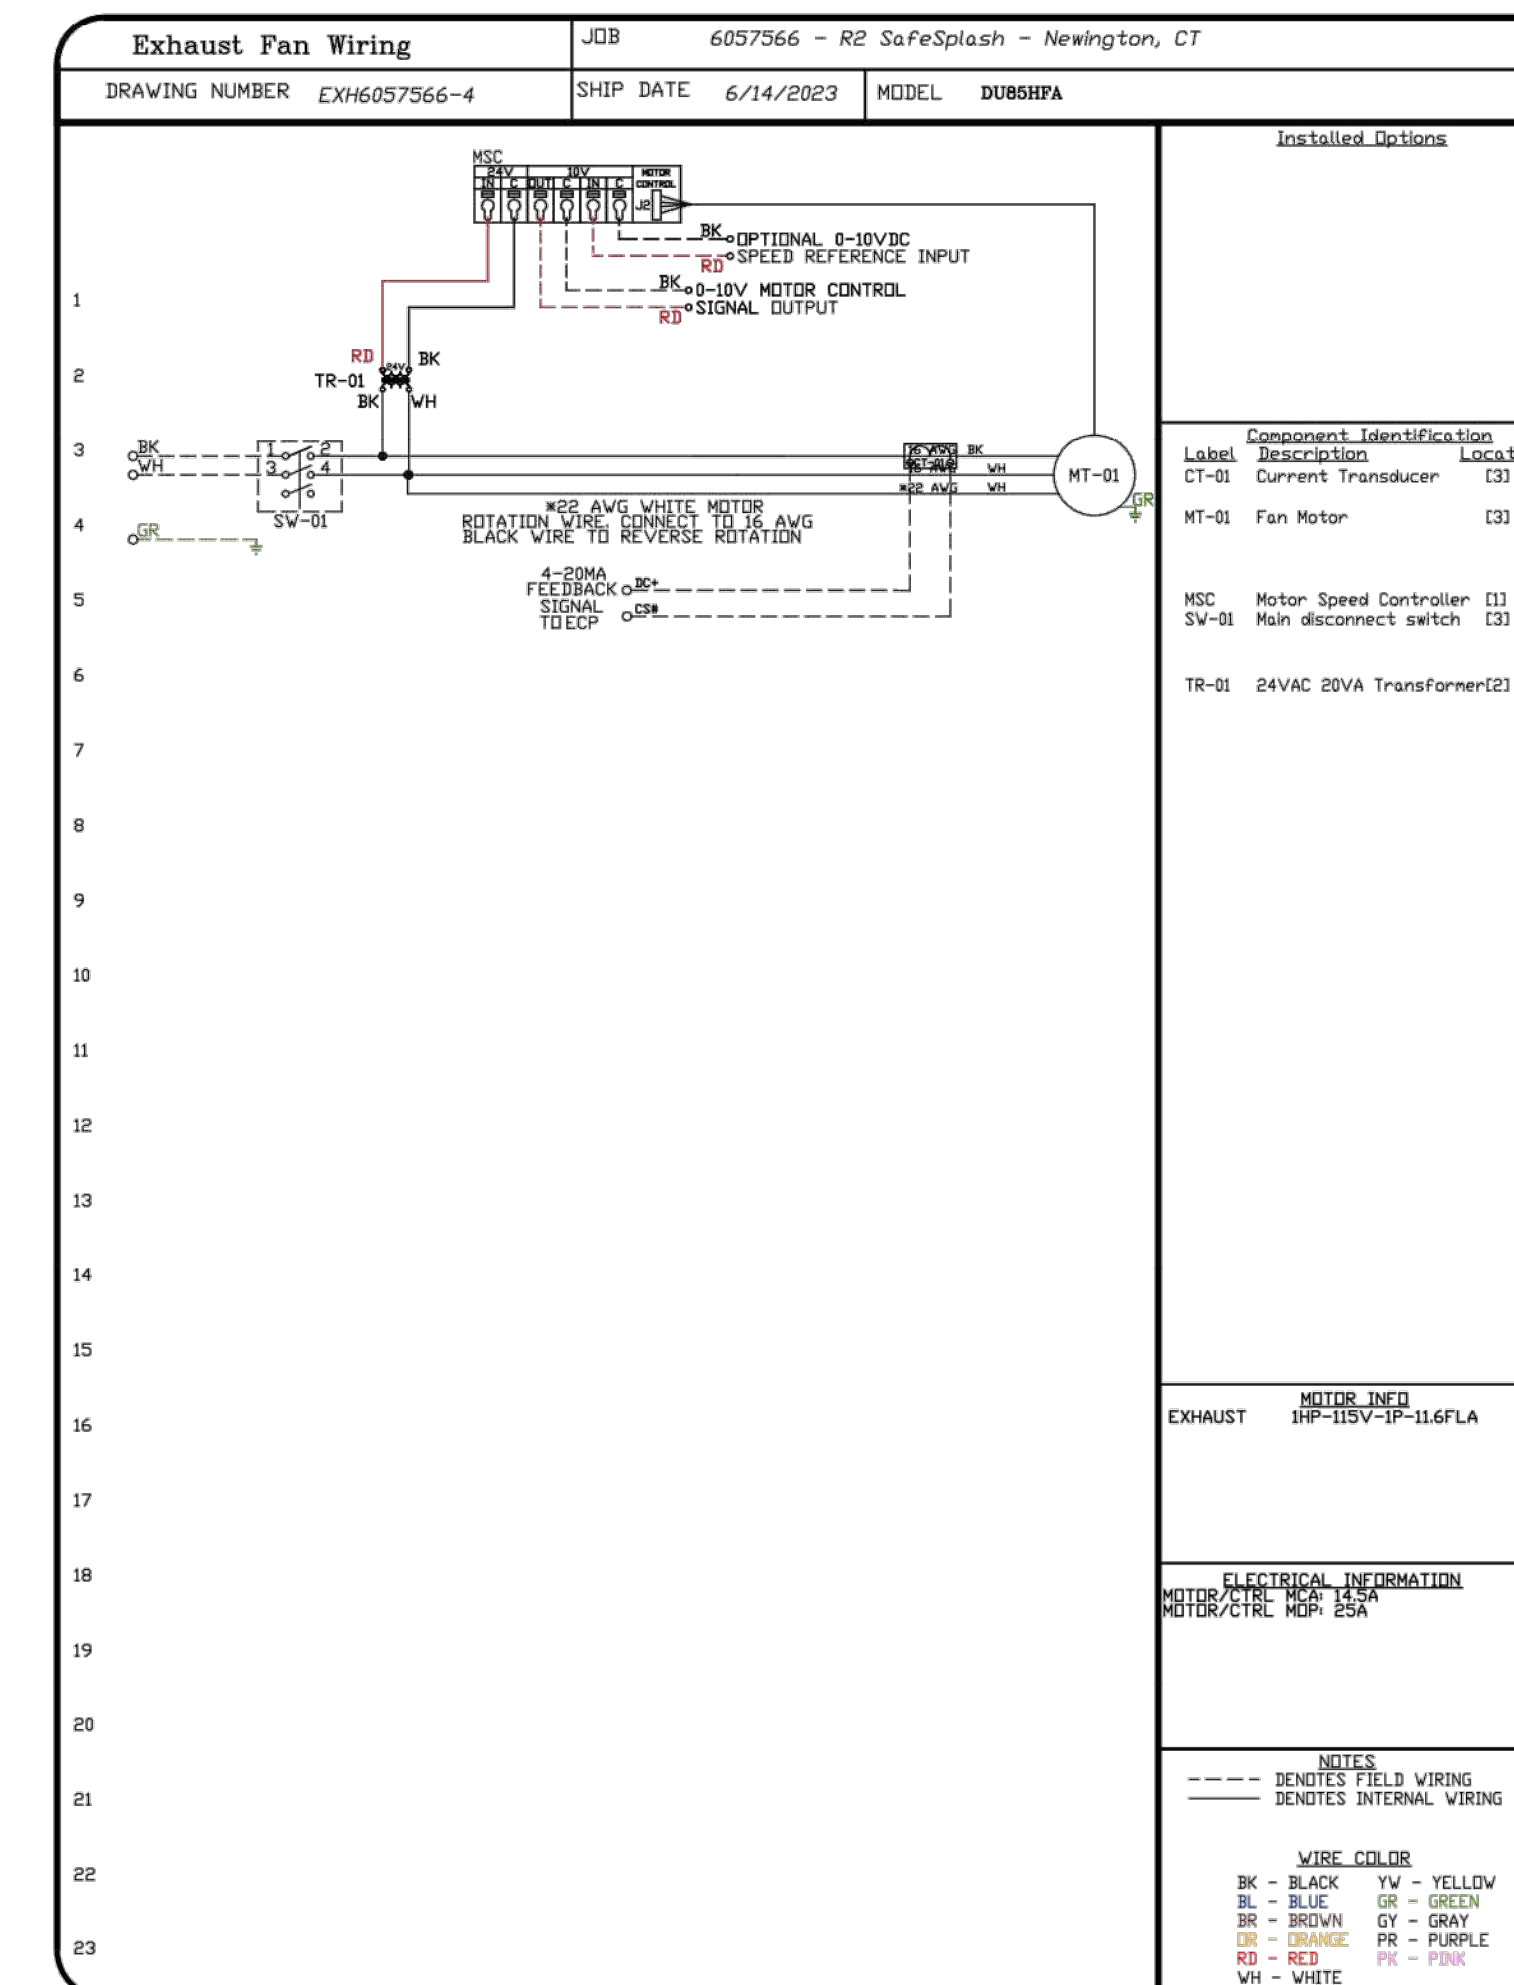 Exhaust Fan Wiring
JOB 6057566 - R2 SafeSplash - Newington, CT
DRAWING NUMBER EXH6057566-4
SHIP DATE 6/14/2023
MODEL DU85HFA
Installed Options
MSC
24V 10V MOTOR
IN C OUT C IN C CONTROL
J2
BK OPTIONAL 0-10VDC
RD SPEED REFERENCE INPUT
BK 0-10V MOTOR CONTROL
RD SIGNAL OUTPUT
1
RD 24V BK
2
TR-01
BK WH
3
BK 1 2
WH 3 4
SW-01
16 AWG BK
CT-01
16 AWG WH
*22 AWG WH
MT-01
GR
*22 AWG WHITE MOTOR
ROTATION WIRE. CONNECT TO 16 AWG
BLACK WIRE TO REVERSE ROTATION
4
GR
4-20MA
FEEDBACK DC+
SIGNAL CS#
TO ECP
5
6
7
8
9
10
11
12
13
14
15
16
17
18
19
20
21
22
23
Component Identification
Label Description Locat
CT-01 Current Transducer [3]
MT-01 Fan Motor [3]
MSC Motor Speed Controller [1]
SW-01 Main disconnect switch [3]
TR-01 24VAC 20VA Transformer[2]
MOTOR INFO
EXHAUST 1HP-115V-1P-11.6FLA
ELECTRICAL INFORMATION
MOTOR/CTRL MCA: 14.5A
MOTOR/CTRL MOP: 25A
NOTES
DENOTES FIELD WIRING
DENOTES INTERNAL WIRING
WIRE COLOR
BK - BLACK YW - YELLOW
BL - BLUE GR - GREEN
BR - BROWN GY - GRAY
OR - ORANGE PR - PURPLE
RD - RED PK - PINK
WH - WHITE